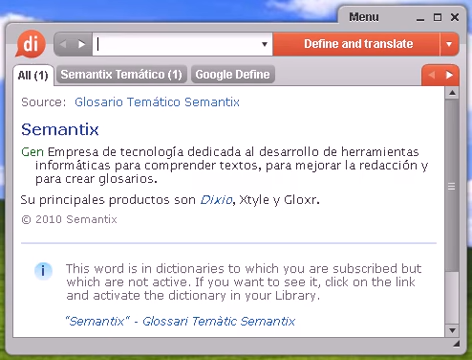 Menu
di
Define and translate
All (1)
Semantix Temático (1)
Google Define
Source: Glosario Temático Semantix
Semantix
Gen Empresa de tecnología dedicada al desarrollo de herramientas
informáticas para comprender textos, para mejorar la redacción y
para crear glosarios.
Su principales productos son Dixio, Xtyle y Gloxr.
© 2010 Semantix
This word is in dictionaries to which you are subscribed but
which are not active. If you want to see it, click on the link
and activate the dictionary in your Library.
"Semantix" - Glossari Temàtic Semantix